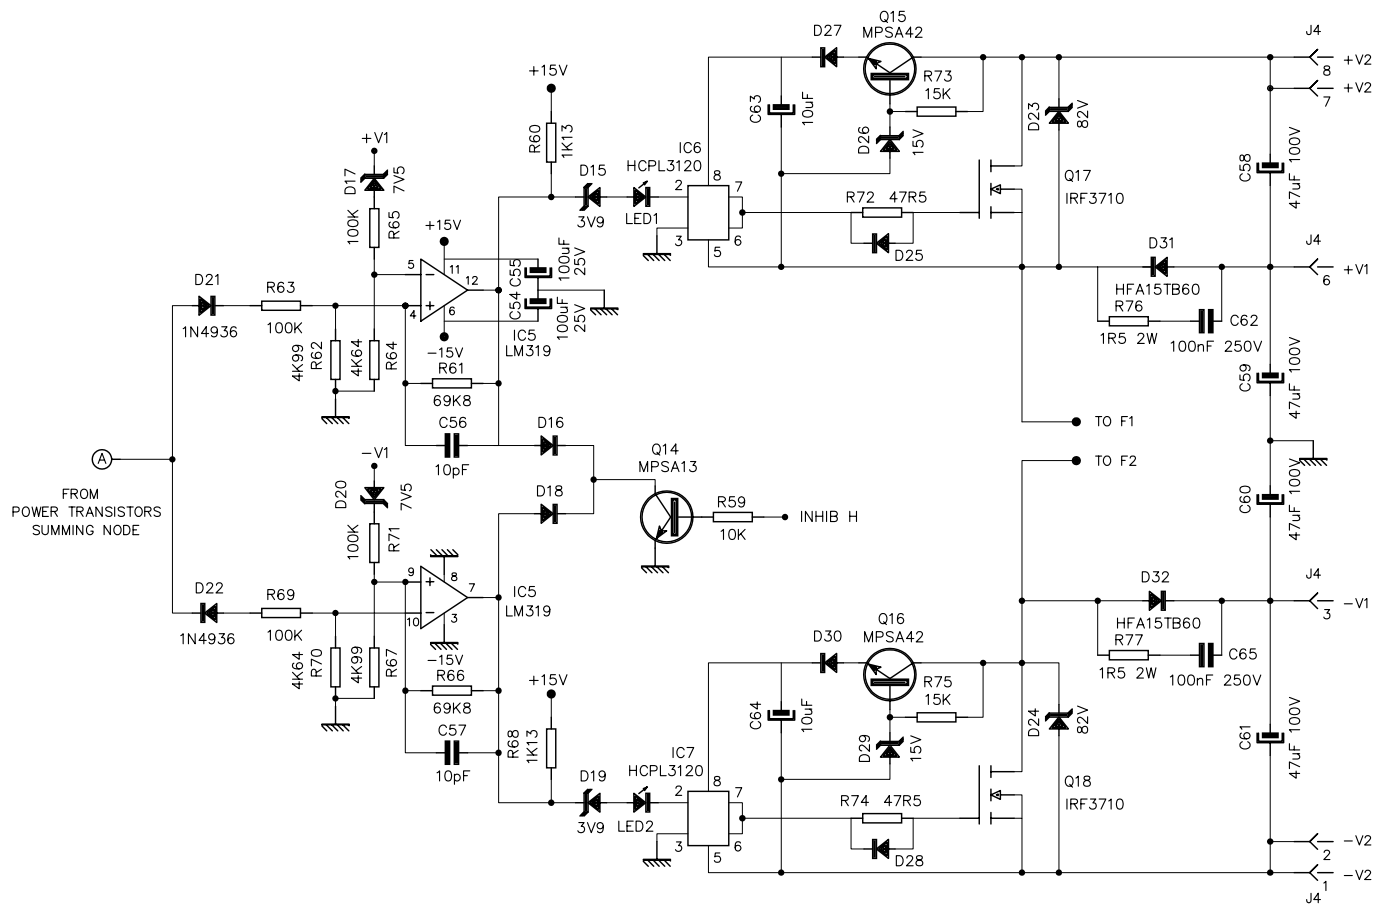 Q15
MPSA42
D27
R73
15K
C63
10uF
D26
15V
D23
82V
J4
8
+V2
7
+V2
+15V
R60
1K13
IC6
HCPL3120
D15
3V9
LED1
2
3
8
7
6
5
R72
47R5
D25
Q17
IRF3710
C58
47uF 100V
+V1
D17
7V5
100K
R65
+15V
5
−
11
12
+
4
6
−15V
C55
100uF
25V
C54
100uF
25V
IC5
LM319
D21
1N4936
R63
100K
4K99
R62
4K64
R64
R61
69K8
C56
10pF
D31
HFA15TB60
R76
1R5 2W
C62
100nF 250V
J4
6
+V1
C59
47uF 100V
TO F1
TO F2
A
FROM
POWER TRANSISTORS
SUMMING NODE
D16
D18
Q14
MPSA13
R59
10K
INHIB H
−V1
D20
7V5
100K
R71
C60
47uF 100V
9
+
8
7
−
10
3
−15V
IC5
LM319
D22
1N4936
R69
100K
4K64
R70
4K99
R67
R66
69K8
C57
10pF
D32
HFA15TB60
R77
1R5 2W
C65
100nF 250V
J4
3
−V1
Q16
MPSA42
D30
R75
15K
C64
10uF
D29
15V
D24
82V
+15V
R68
1K13
IC7
HCPL3120
D19
3V9
LED2
2
3
8
7
6
5
R74
47R5
D28
Q18
IRF3710
C61
47uF 100V
2
−V2
1
−V2
J4